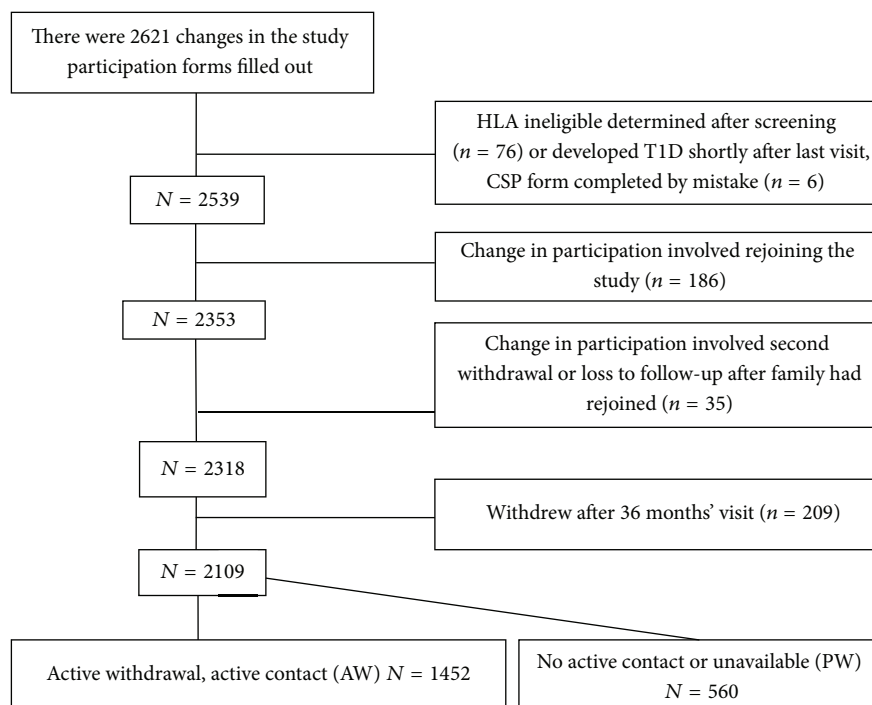 There were 2621 changes in the study
participation forms filled out
HLA ineligible determined after screening
(n = 76) or developed T1D shortly after last visit,
CSP form completed by mistake (n = 6)
N = 2539
Change in participation involved rejoining the
study (n = 186)
N = 2353
Change in participation involved second
withdrawal or loss to follow-up after family had
rejoined (n = 35)
N = 2318
Withdrew after 36 months’ visit (n = 209)
N = 2109
Active withdrawal, active contact (AW) N = 1452
No active contact or unavailable (PW)
N = 560